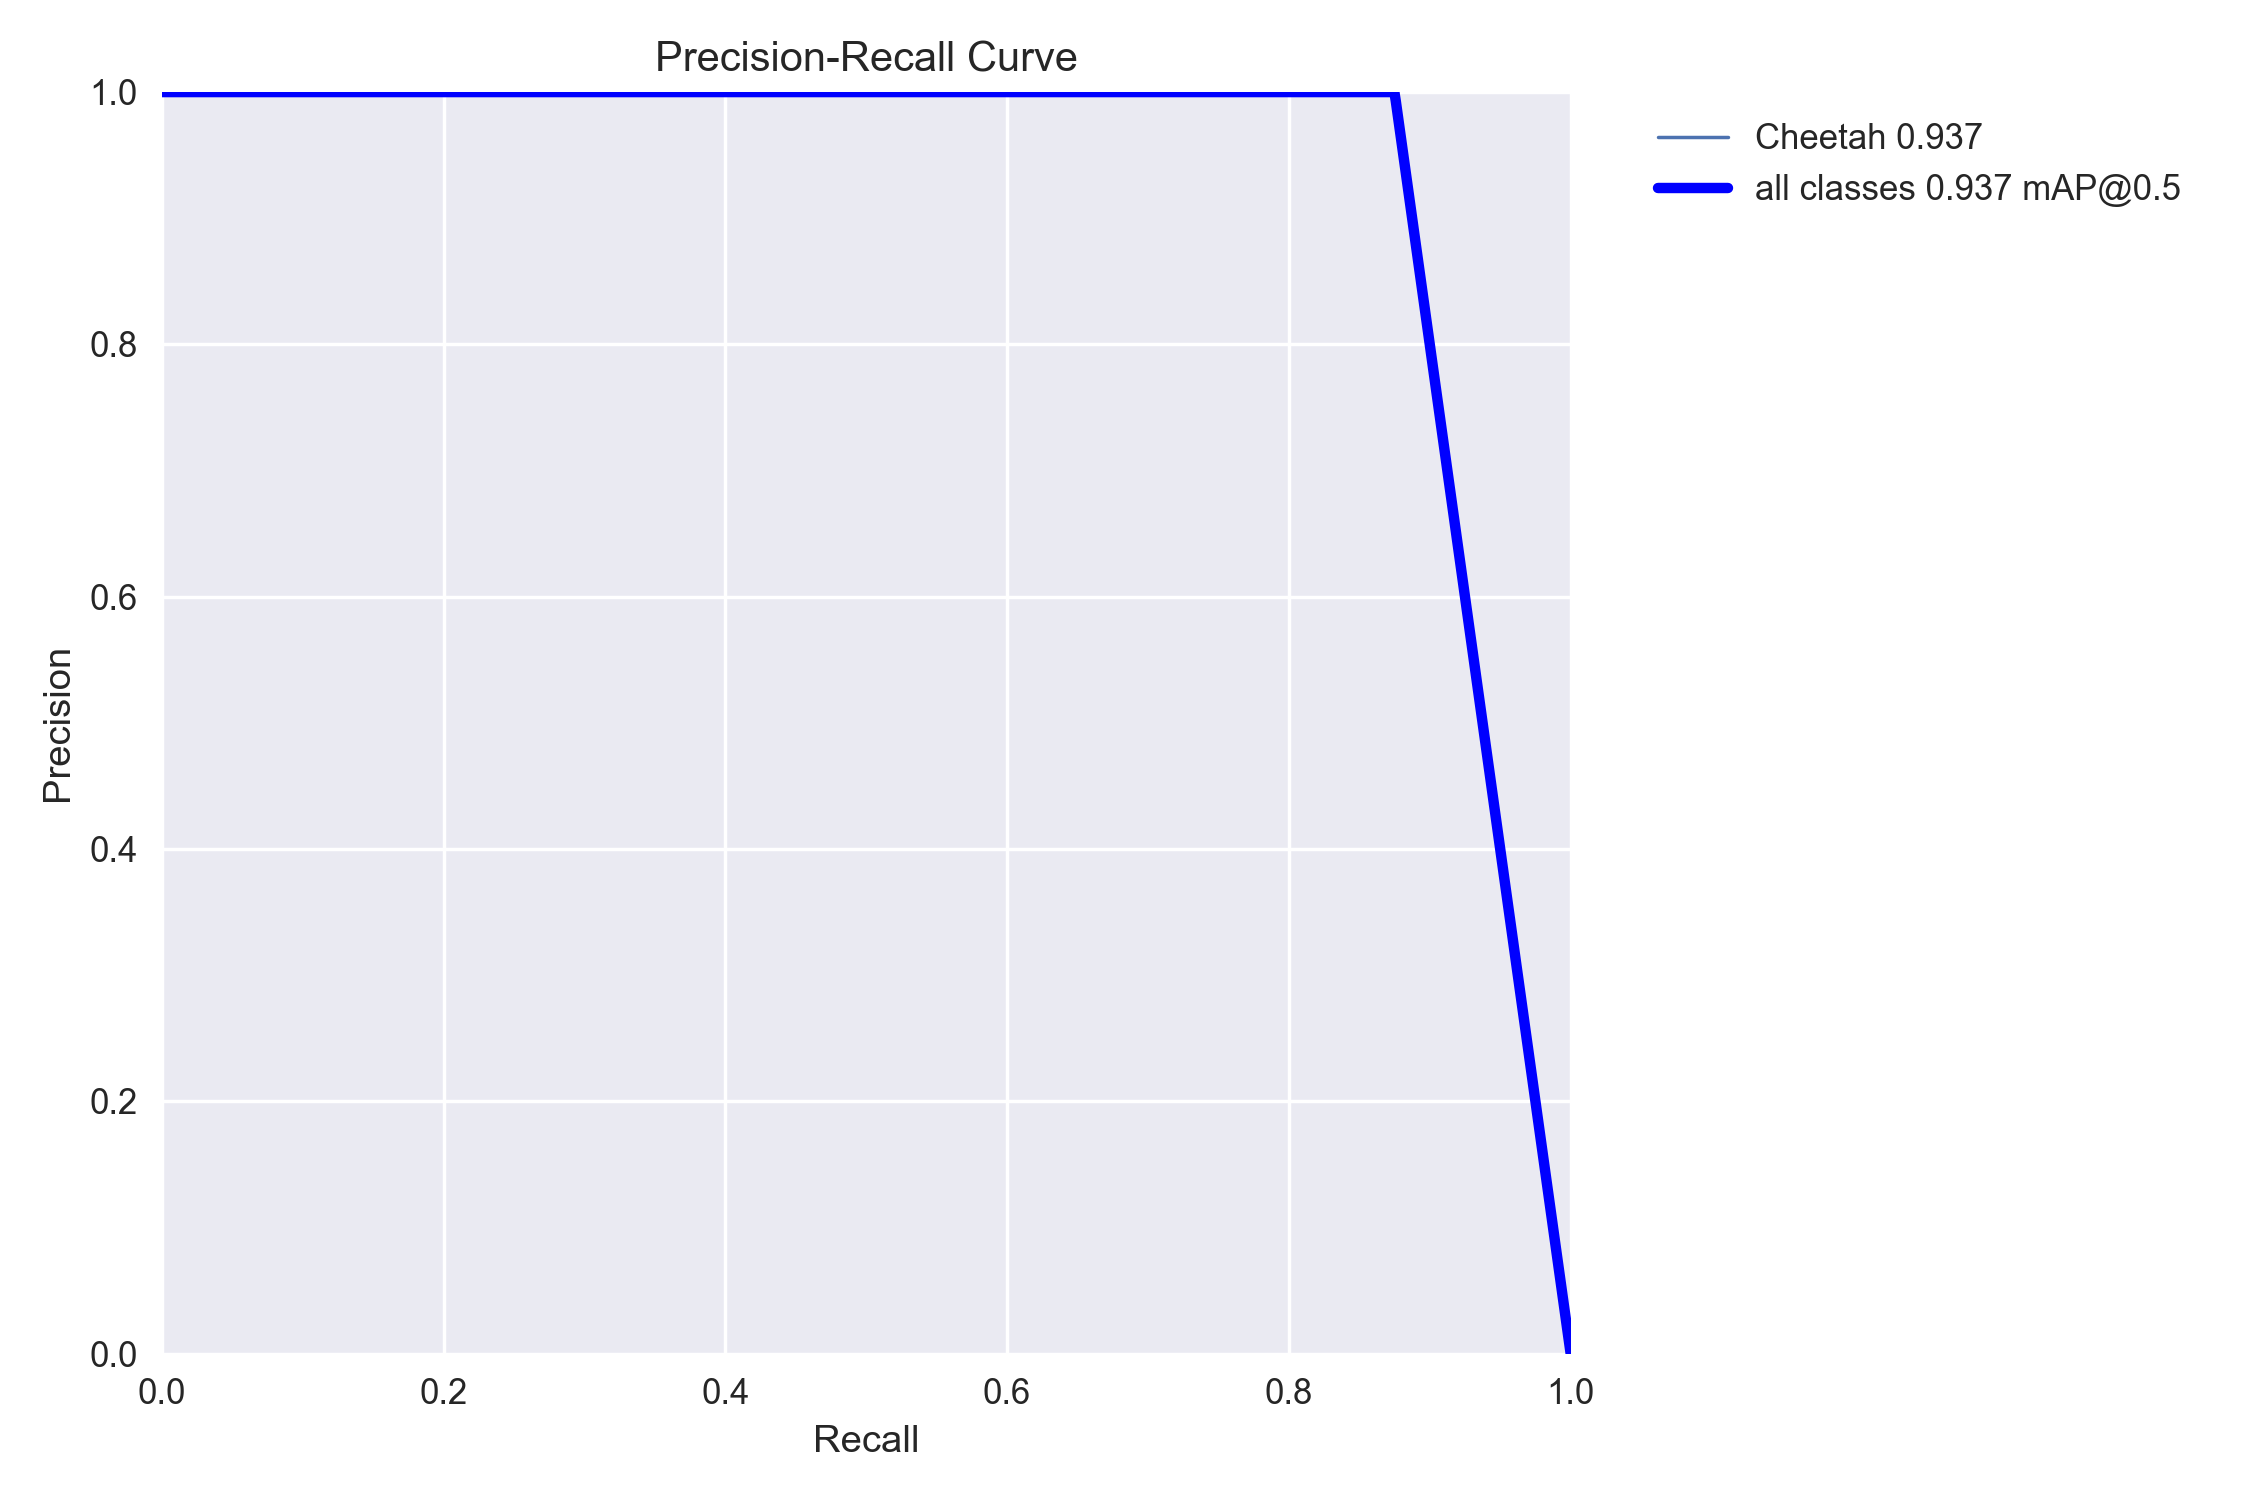 Precision-Recall Curve
1.0
0.8
0.6
0.4
0.2
0.0
Precision
0.0 0.2 0.4 0.6 0.8 1.0
Recall
Cheetah 0.937
all classes 0.937 mAP@0.5